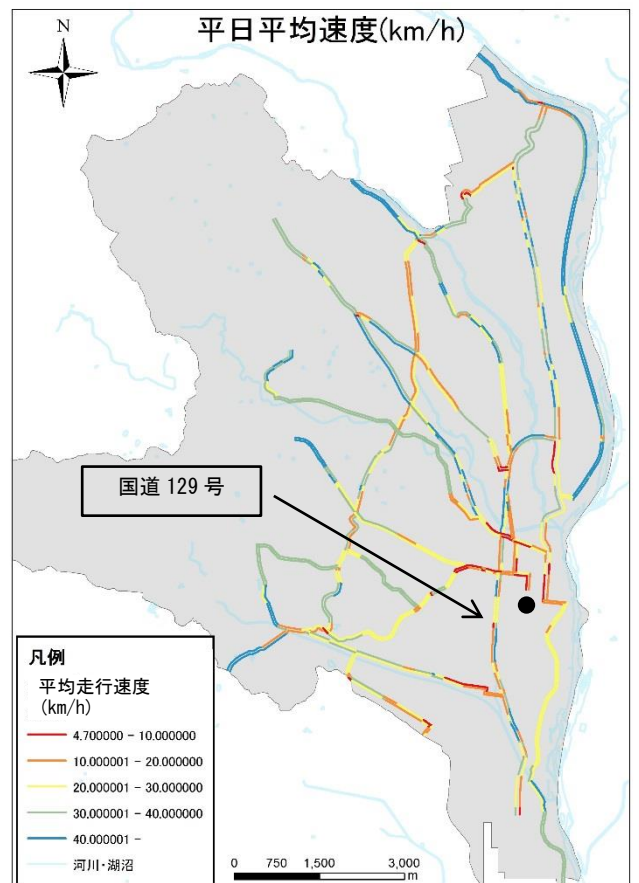 平日平均速度(km/h)
N
国道 129 号
凡例
平均走行速度
(km/h)
4.700000 - 10.000000
10.000001 - 20.000000
20.000001 - 30.000000
30.000001 - 40.000000
40.000001 -
河川・湖沼
0 750 1,500 3,000
m